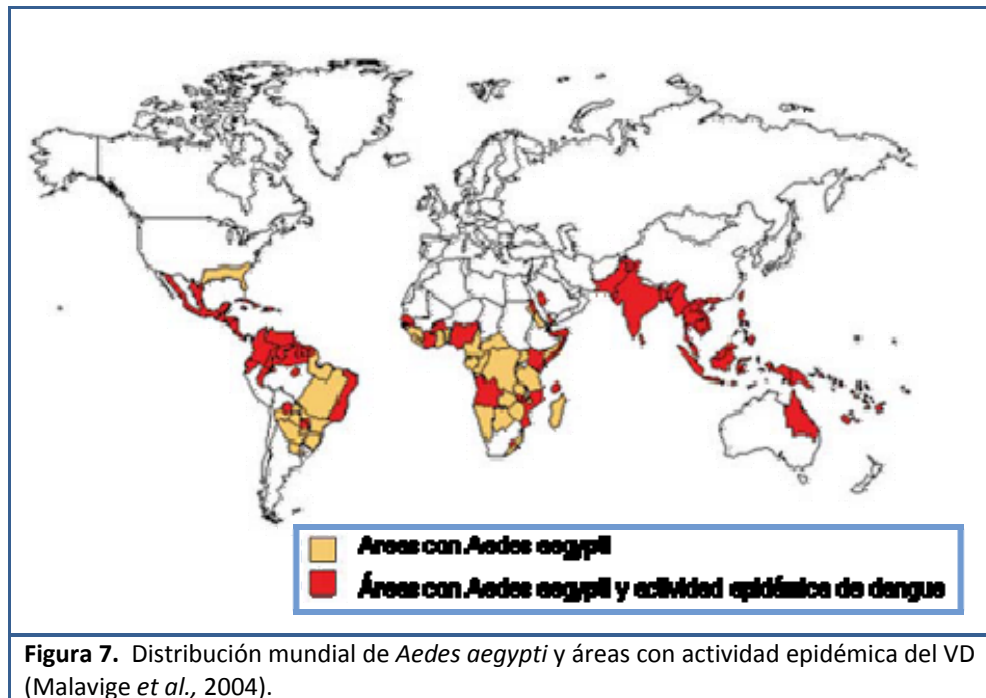 Areas con Aedes aegypti
Áreas con Aedes aegypti y actividad epidémica de dengue
Figura 7. Distribución mundial de Aedes aegypti y áreas con actividad epidémica del VD
(Malavige et al., 2004).